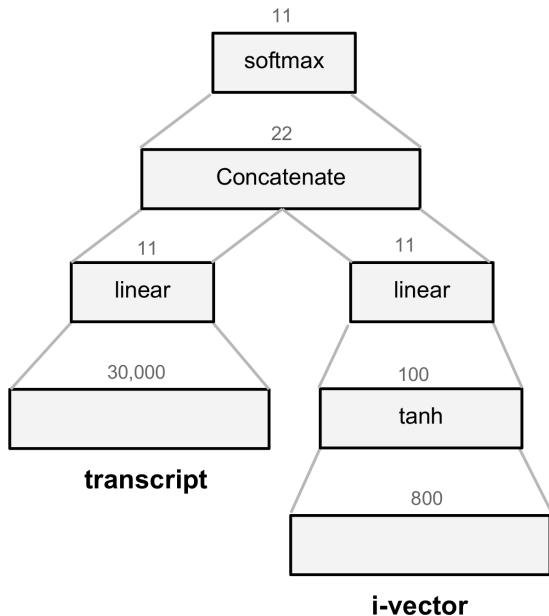 11
softmax
22
Concatenate
11
11
linear
linear
30,000
100
tanh
transcript
800
i-vector